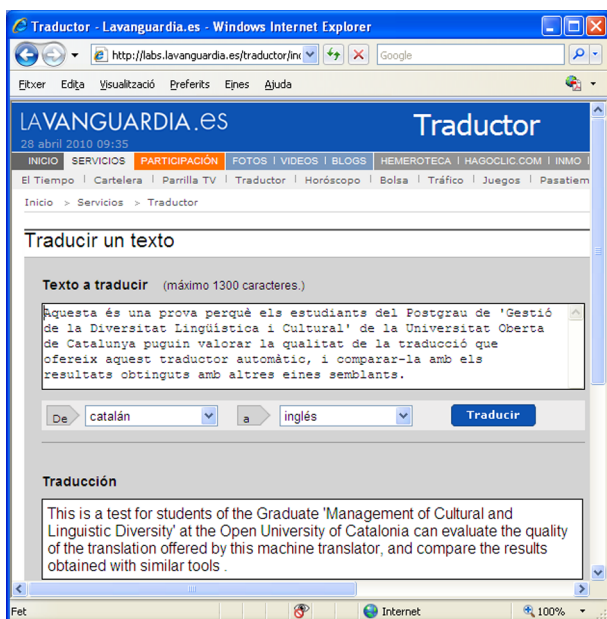 Traductor - Lavanguardia.es - Windows Internet Explorer
http://labs.lavanguardia.es/traductor/in
Google
Fitxer Edita Visualització Preferits Eines Ajuda
LAVANGUARDIA.es
Traductor
28 abril 2010 09:35
INICIO SERVICIOS PARTICIPACIÓN FOTOS | VIDEOS | BLOGS HEMEROTECA | HAGOCLIC.COM | INMO
El Tiempo | Cartelera | Parrilla TV | Traductor | Horóscopo | Bolsa | Tráfico | Juegos | Pasatiem
Inicio > Servicios > Traductor
Traducir un texto
Texto a traducir (máximo 1300 caracteres.)
Aquesta és una prova perquè els estudiants del Postgrau de 'Gestió
de la Diversitat Lingüística i Cultural' de la Universitat Oberta
de Catalunya puguin valorar la qualitat de la traducció que
ofereix aquest traductor automàtic, i comparar-la amb els
resultats obtinguts amb altres eines semblants.
De catalán a inglés Traducir
Traducción
This is a test for students of the Graduate 'Management of Cultural and
Linguistic Diversity' at the Open University of Catalonia can evaluate the quality
of the translation offered by this machine translator, and compare the results
obtained with similar tools .
Fet Internet 100%